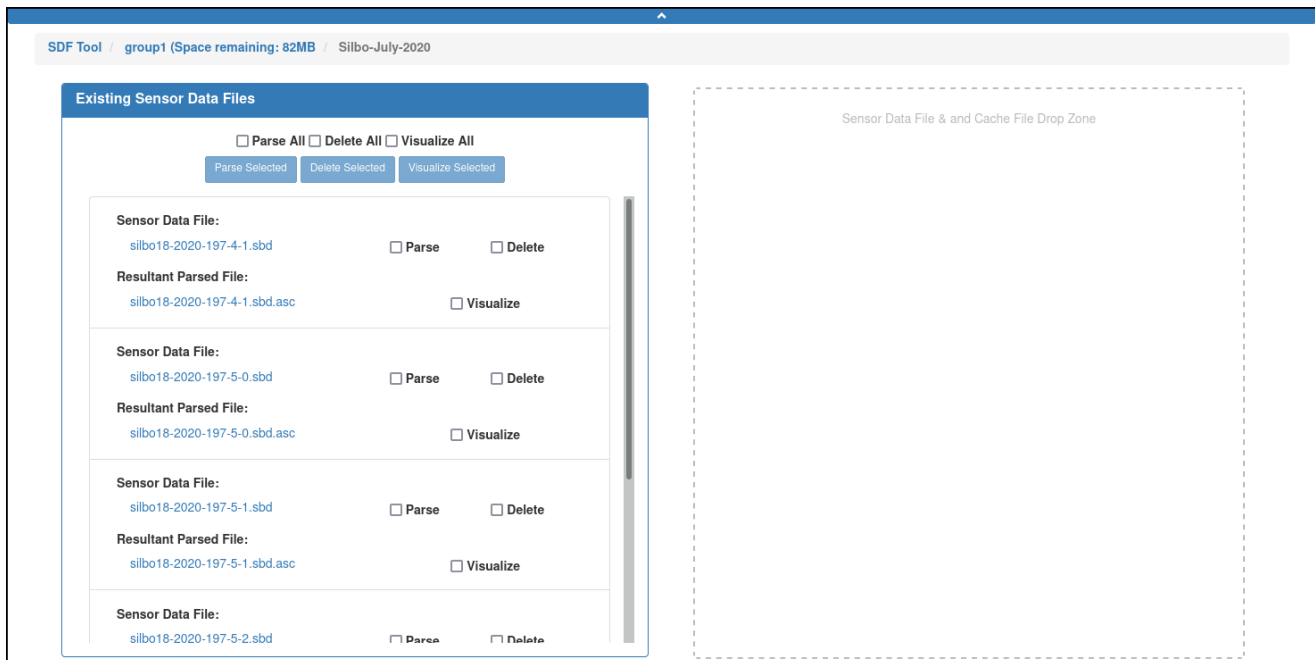 SDF Tool / group1 (Space remaining: 82MB / Silbo-July-2020
Existing Sensor Data Files
Parse All Delete All Visualize All
Parse Selected Delete Selected Visualize Selected
Sensor Data File:
silbo18-2020-197-4-1.sbd Parse Delete
Resultant Parsed File:
silbo18-2020-197-4-1.sbd.asc Visualize
Sensor Data File:
silbo18-2020-197-5-0.sbd Parse Delete
Resultant Parsed File:
silbo18-2020-197-5-0.sbd.asc Visualize
Sensor Data File:
silbo18-2020-197-5-1.sbd Parse Delete
Resultant Parsed File:
silbo18-2020-197-5-1.sbd.asc Visualize
Sensor Data File:
silbo18-2020-197-5-2.sbd Parse Delete
Sensor Data File & and Cache File Drop Zone